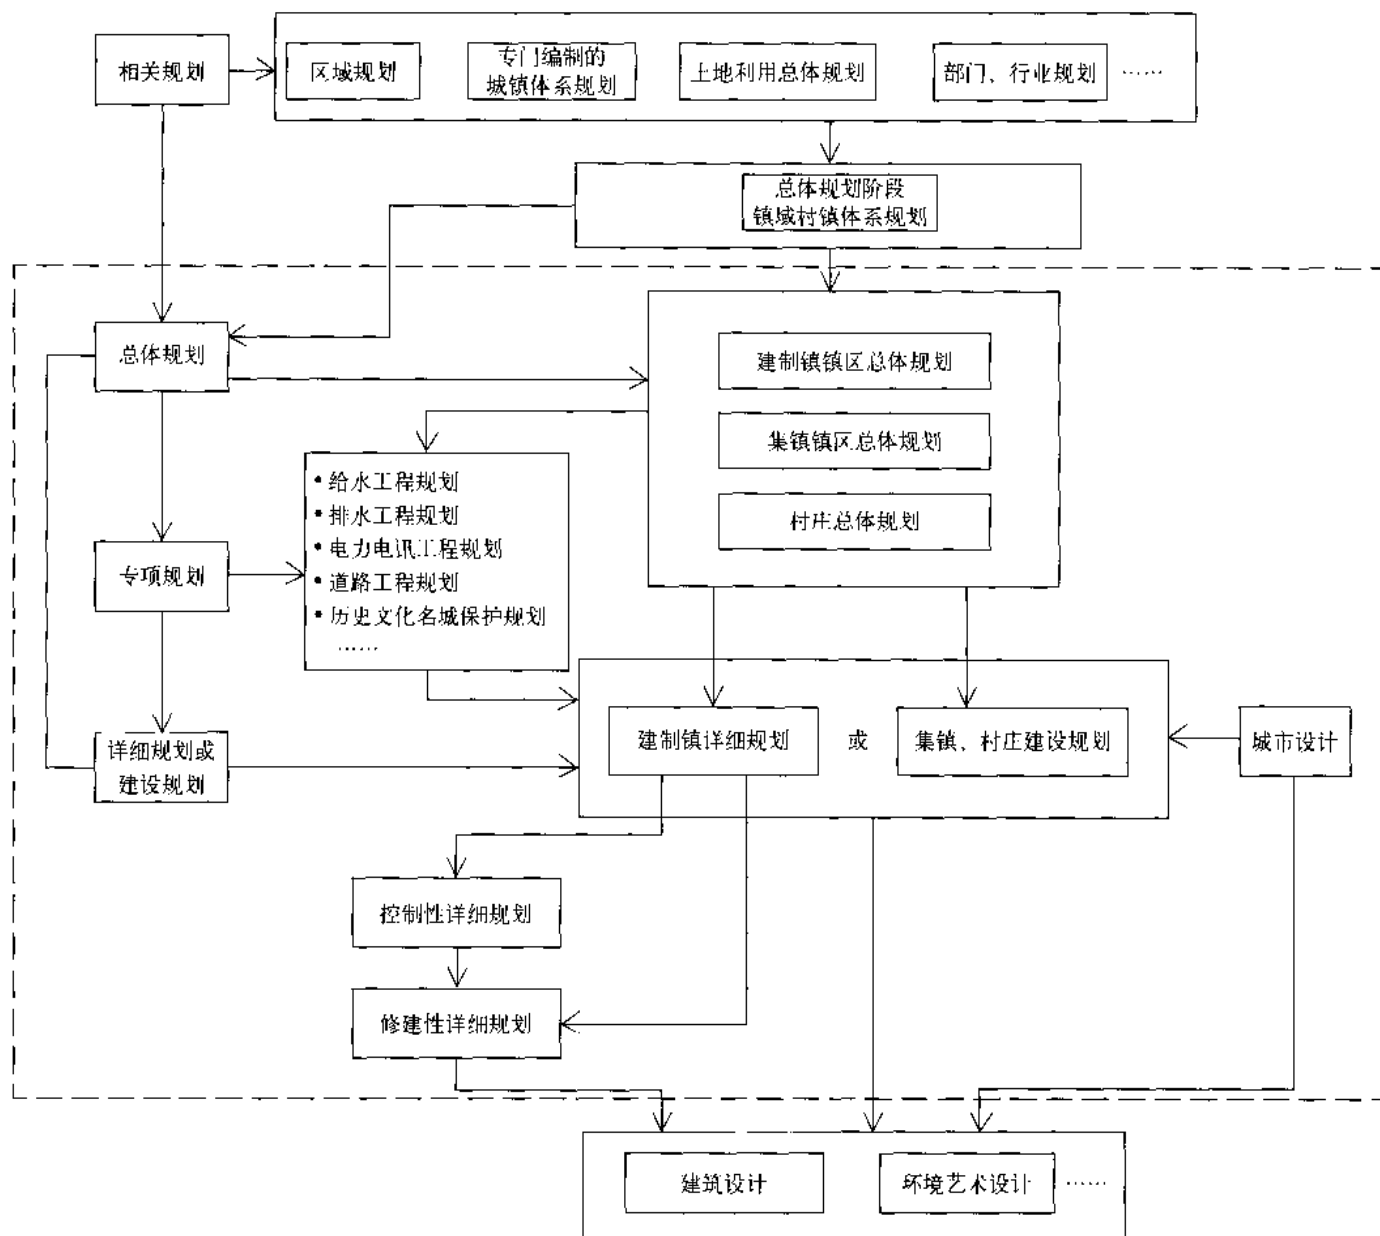 相关规划
区域规划
专门编制的
城镇体系规划
土地利用总体规划
部门、行业规划
……
总体规划阶段
镇域村镇体系规划
总体规划
建制镇镇区总体规划
集镇镇区总体规划
村庄总体规划
• 给水工程规划
• 排水工程规划
• 电力电讯工程规划
• 道路工程规划
• 历史文化名城保护规划
……
专项规划
详细规划或
建设规划
建制镇详细规划
或
集镇、村庄建设规划
城市设计
控制性详细规划
修建性详细规划
建筑设计
环境艺术设计
……